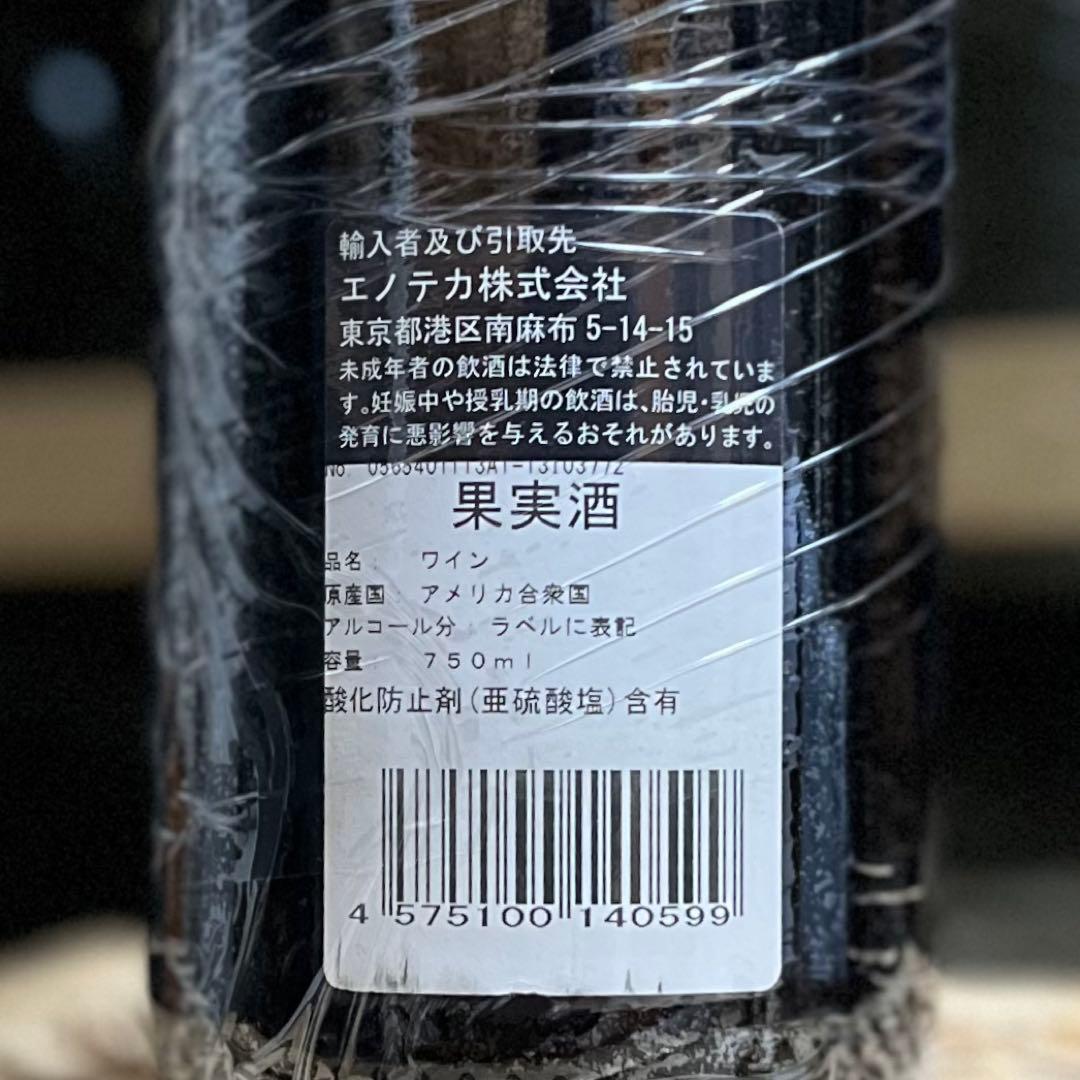 輸入者及び引取先
エノテカ株式会社
東京都港区南麻布5-14-15
未成年者の飲酒は法律で禁止されていま
す。妊娠中や授乳期の飲酒は、胎児・乳児の
発育に悪影響を与えるおそれがあります。
No.
果実酒
品名: ワイン
原産国: アメリカ合衆国
アルコール分: ラベルに表記
容量: 750ml
酸化防止剤(亜硫酸塩)含有
4 575100 140599